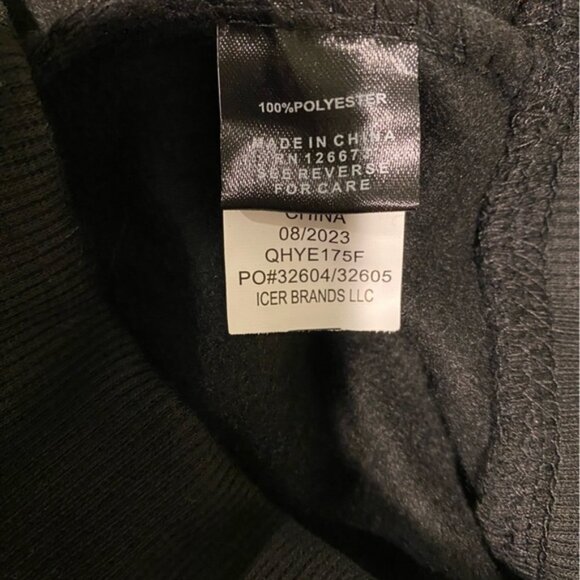 100%POLYESTER
MADE IN CHINA
RN 12667
SEE REVERSE
FOR CARE
CHINA
08/2023
QHYE175F
PO#32604/32605
ICER BRANDS LLC